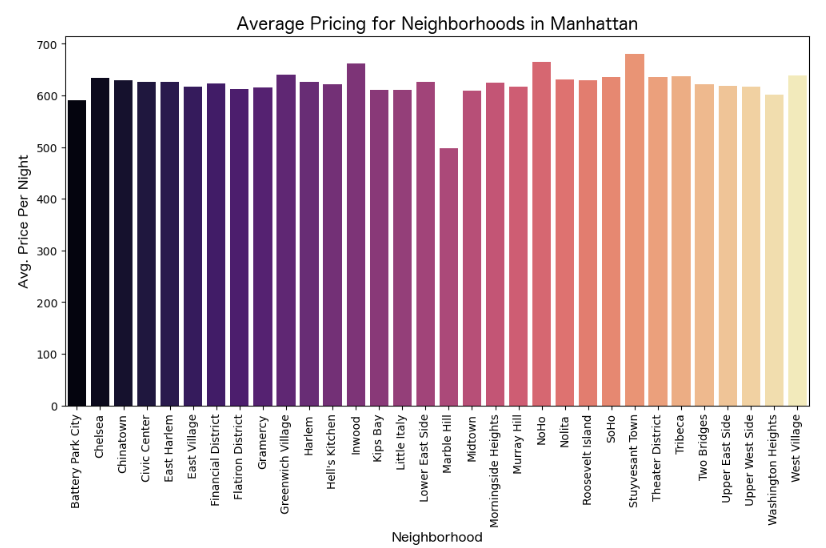 Average Pricing for Neighborhoods in Manhattan
Avg. Price Per Night
700
600
500
400
300
200
100
0
Battery Park City
Chelsea
Chinatown
Civic Center
East Harlem
East Village
Financial District
Flatiron District
Gramercy
Greenwich Village
Harlem
Hell's Kitchen
Inwood
Kips Bay
Little Italy
Lower East Side
Marble Hill
Midtown
Morningside Heights
Murray Hill
NoHo
Nolita
Roosevelt Island
SoHo
Stuyvesant Town
Theater District
Tribeca
Two Bridges
Upper East Side
Upper West Side
Washington Heights
West Village
Neighborhood